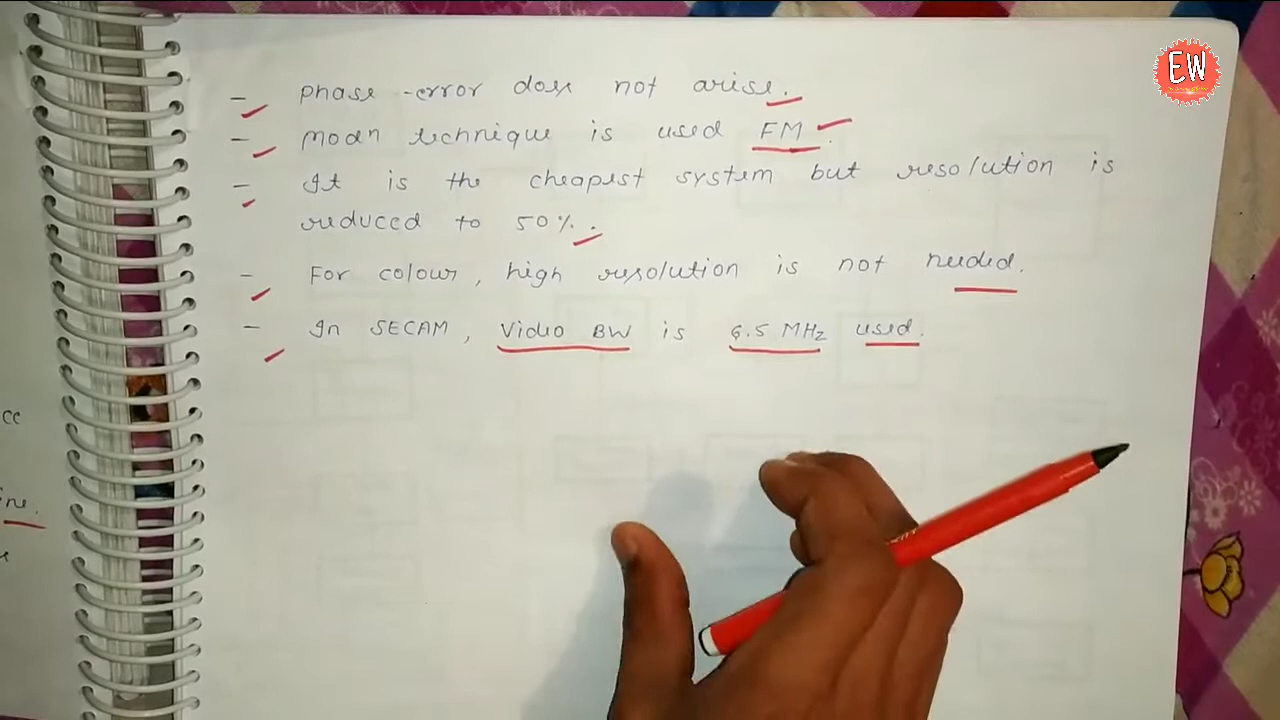 EW
- Phase -error does not arise.
- modn technique is used FM.
- It is the cheapest system but resolution is
reduced to 50%.
- For colour, high resolution is not needed.
- In SECAM, Video BW is 6.5 MHz used.
cc
ine.